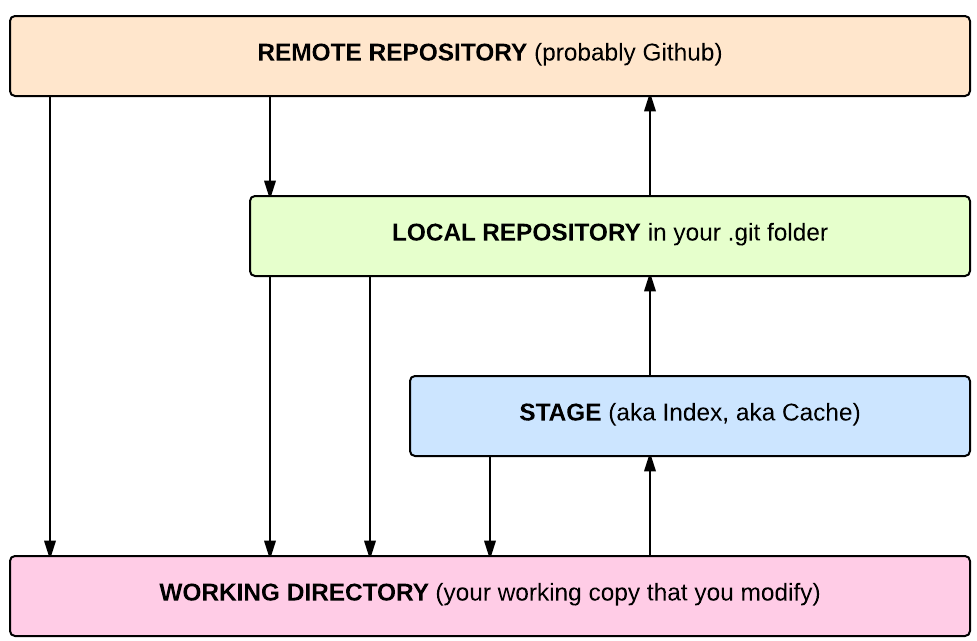 REMOTE REPOSITORY (probably Github)
LOCAL REPOSITORY in your .git folder
STAGE (aka Index, aka Cache)
WORKING DIRECTORY (your working copy that you modify)